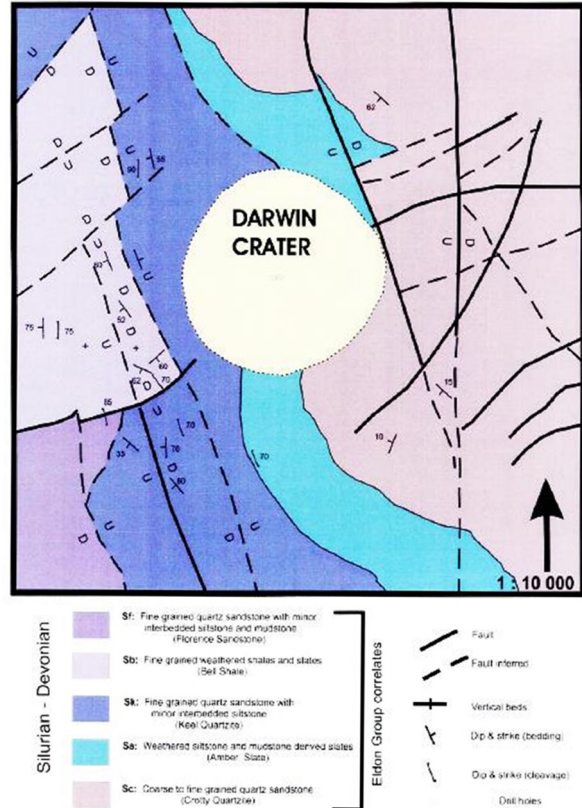 62
U
D
D
U
D
U
D
U
D
U
55
80
U
D
DARWIN
CRATER
U
D
U
D
52
75
75
60
70
15
10
70
70
70
1 : 10 000
Silurian - Devonian
Sf: Fine grained quartz sandstone with minor
interbedded siltstone and mudstone
(Florence Sandstone)
Sb: Fine grained weathered shales and slates
(Bell Shale)
Sk: Fine grained quartz sandstone with
minor interbedded siltstone
(Keel Quartzite)
Sa: Weathered siltstone and mudstone derived slates
(Amber Slate)
Sc: Coarse to fine grained quartz sandstone
(Crotty Quartzite)
Eldon Group correlates
Fault
Fault inferred
Vertical beds
Dip & strike (bedding)
Dip & strike (cleavage)
Drill holes